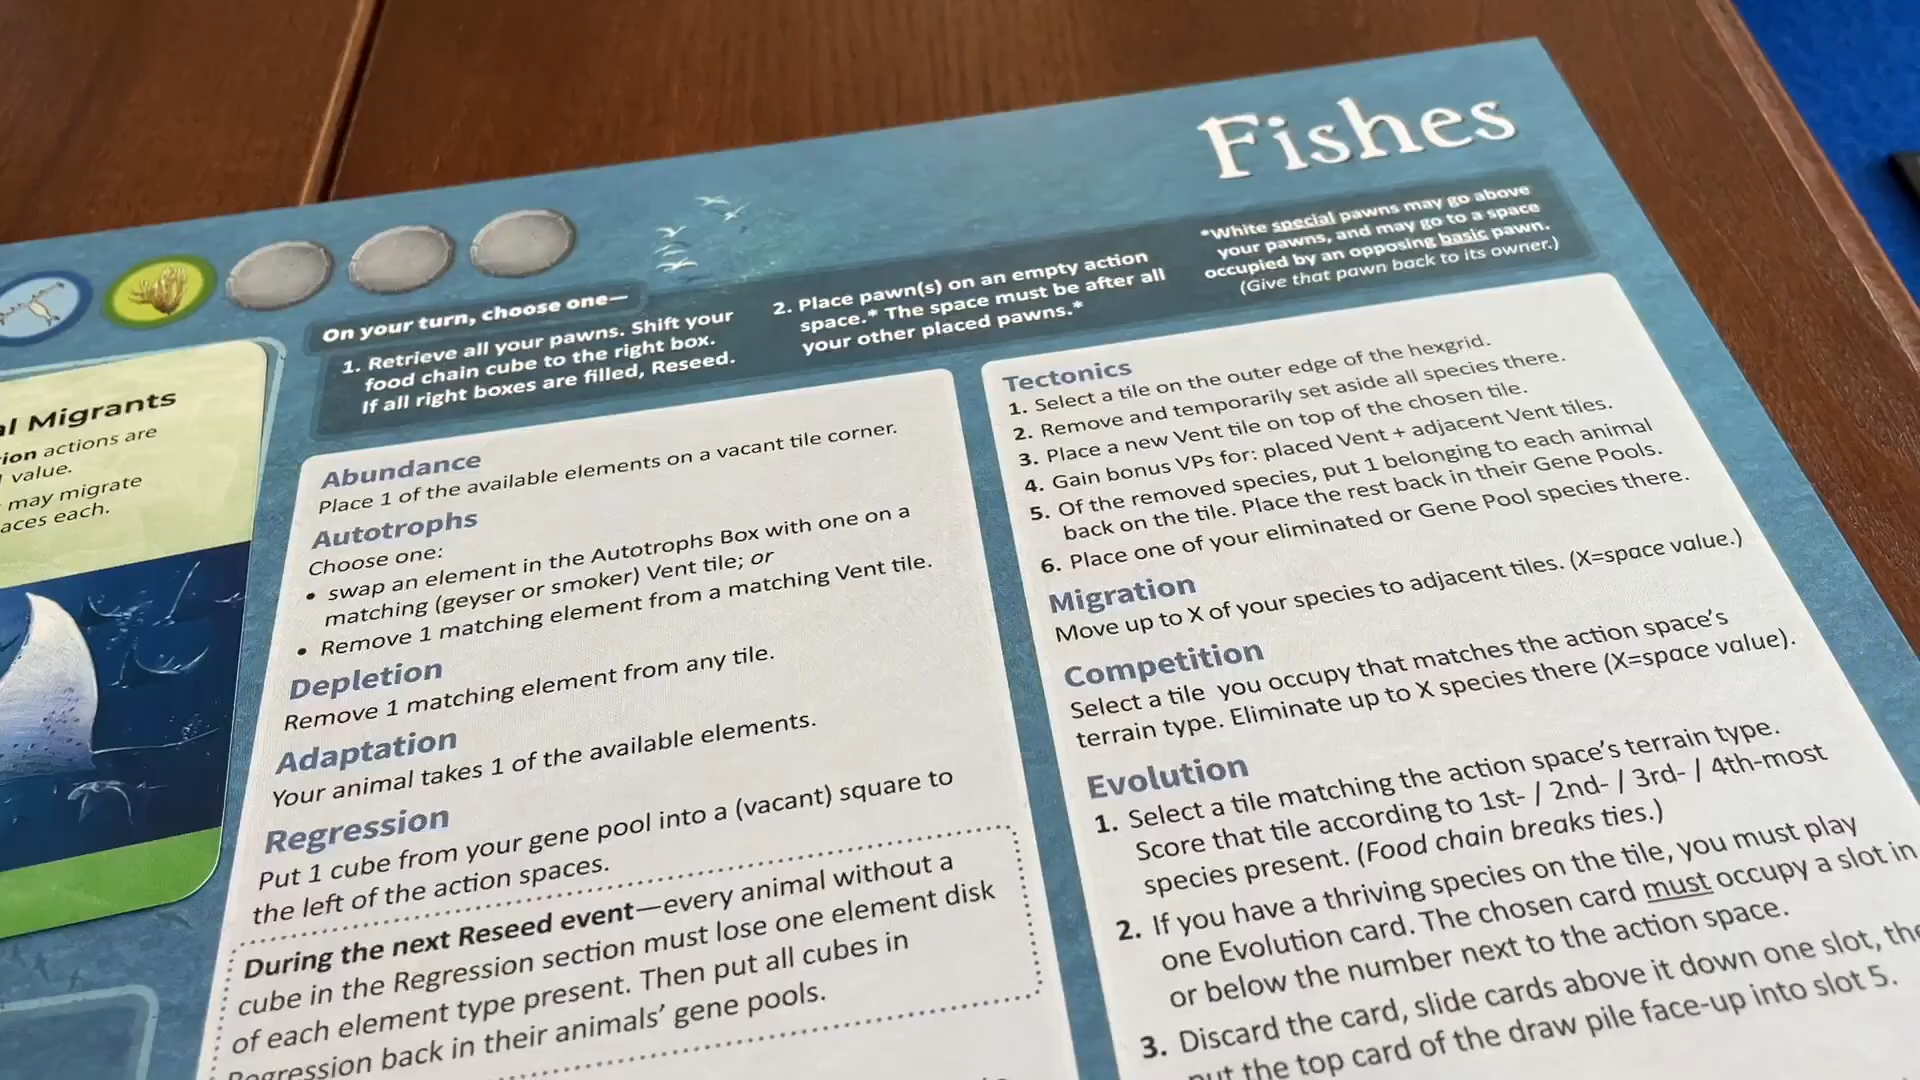 Fishes
*White special pawns may go above
your pawns, and may go to a space
occupied by an opposing basic pawn.
(Give that pawn back to its owner.)
On your turn, choose one—
1. Retrieve all your pawns. Shift your
food chain cube to the right box.
If all right boxes are filled, Reseed.
2. Place pawn(s) on an empty action
space.* The space must be after all
your other placed pawns.*
Migrants
actions are
value.
may migrate
each.
Abundance
Place 1 of the available elements on a vacant tile corner.
Autotrophs
Choose one:
• swap an element in the Autotrophs Box with one on a
matching (geyser or smoker) Vent tile; or
• Remove 1 matching element from a matching Vent tile.
Depletion
Remove 1 matching element from any tile.
Adaptation
Your animal takes 1 of the available elements.
Regression
Put 1 cube from your gene pool into a (vacant) square to
the left of the action spaces.
During the next Reseed event—every animal without a
cube in the Regression section must lose one element disk
of each element type present. Then put all cubes in
Regression back in their animals' gene pools.
Tectonics
1. Select a tile on the outer edge of the hexgrid.
2. Remove and temporarily set aside all species there.
3. Place a new Vent tile on top of the chosen tile.
4. Gain bonus VPs for: placed Vent + adjacent Vent tiles.
5. Of the removed species, put 1 belonging to each animal
back on the tile. Place the rest back in their Gene Pools.
6. Place one of your eliminated or Gene Pool species there.
Migration
Move up to X of your species to adjacent tiles. (X=space value.)
Competition
Select a tile you occupy that matches the action space's
terrain type. Eliminate up to X species there (X=space value).
Evolution
1. Select a tile matching the action space's terrain type.
Score that tile according to 1st- / 2nd- / 3rd- / 4th-most
species present. (Food chain breaks ties.)
2. If you have a thriving species on the tile, you must play
one Evolution card. The chosen card must occupy a slot in
or below the number next to the action space.
3. Discard the card, slide cards above it down one slot,
put the top card of the draw pile face-up into slot 5.